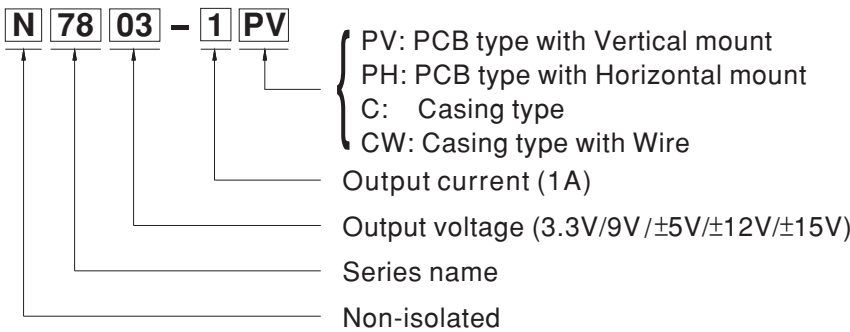 N 78 03 – 1 PV
PV: PCB type with Vertical mount
PH: PCB type with Horizontal mount
C: Casing type
CW: Casing type with Wire
Output current (1A)
Output voltage (3.3V/9V/±5V/±12V/±15V)
Series name
Non-isolated